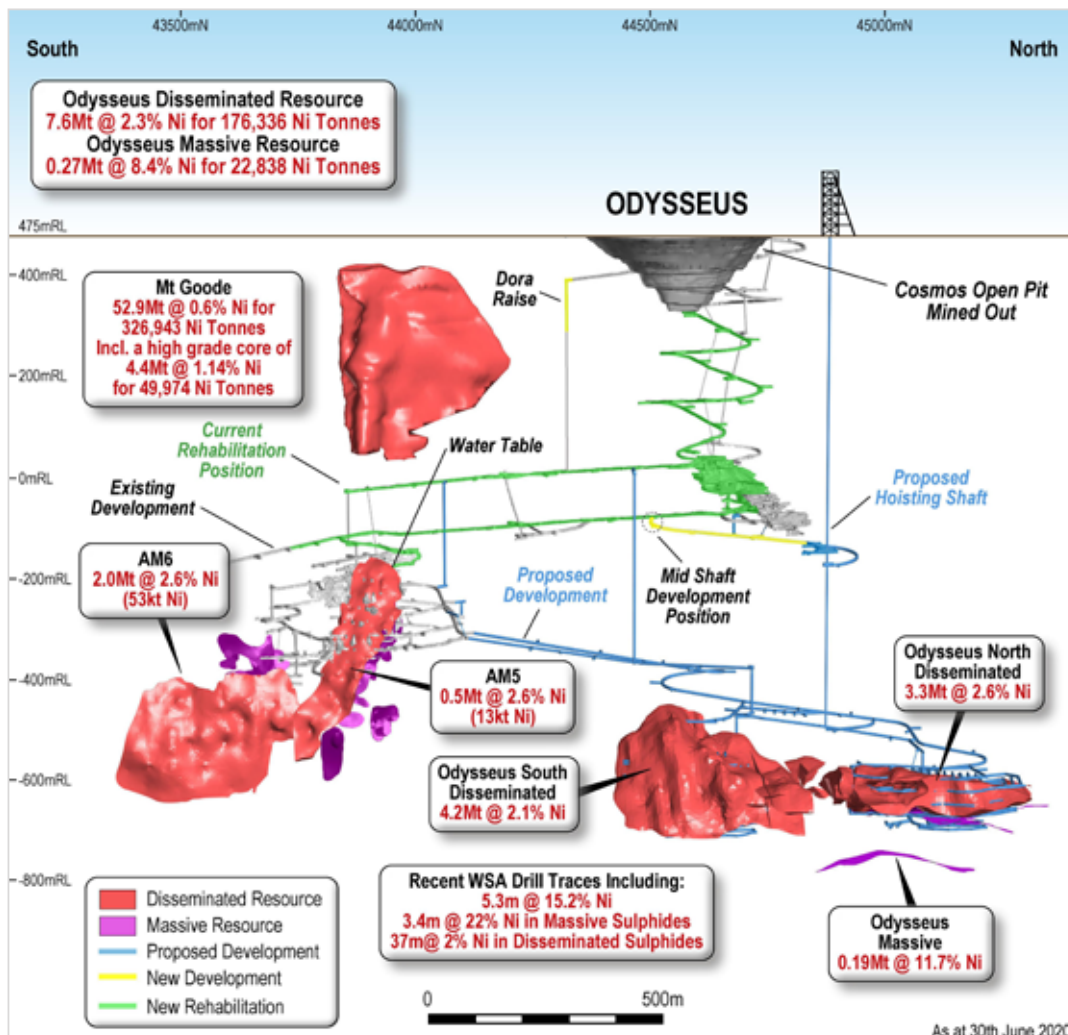 43500mN
44000mN
44500mN
45000mN
South
North
Odysseus Disseminated Resource
7.6Mt @ 2.3% Ni for 176,336 Ni Tonnes
Odysseus Massive Resource
0.27Mt @ 8.4% Ni for 22,838 Ni Tonnes
ODYSSEUS
475mRL
400mRL
Mt Goode
52.9Mt @ 0.6% Ni for
326,943 Ni Tonnes
Incl. a high grade core of
4.4Mt @ 1.14% Ni
for 49,974 Ni Tonnes
Dora
Raise
Cosmos Open Pit
Mined Out
200mRL
Current
Rehabilitation
Position
Water Table
0mRL
Existing
Development
Proposed
Hoisting Shaft
AM6
2.0Mt @ 2.6% Ni
(53kt Ni)
-200mRL
Proposed
Development
Mid Shaft
Development
Position
-400mRL
AM5
0.5Mt @ 2.6% Ni
(13kt Ni)
Odysseus North
Disseminated
3.3Mt @ 2.6% Ni
-600mRL
Odysseus South
Disseminated
4.2Mt @ 2.1% Ni
-800mRL
Disseminated Resource
Massive Resource
Proposed Development
New Development
New Rehabilitation
Recent WSA Drill Traces Including:
5.3m @ 15.2% Ni
3.4m @ 22% Ni in Massive Sulphides
37m@ 2% Ni in Disseminated Sulphides
Odysseus
Massive
0.19Mt @ 11.7% Ni
0
500m
As at 30th June 2020